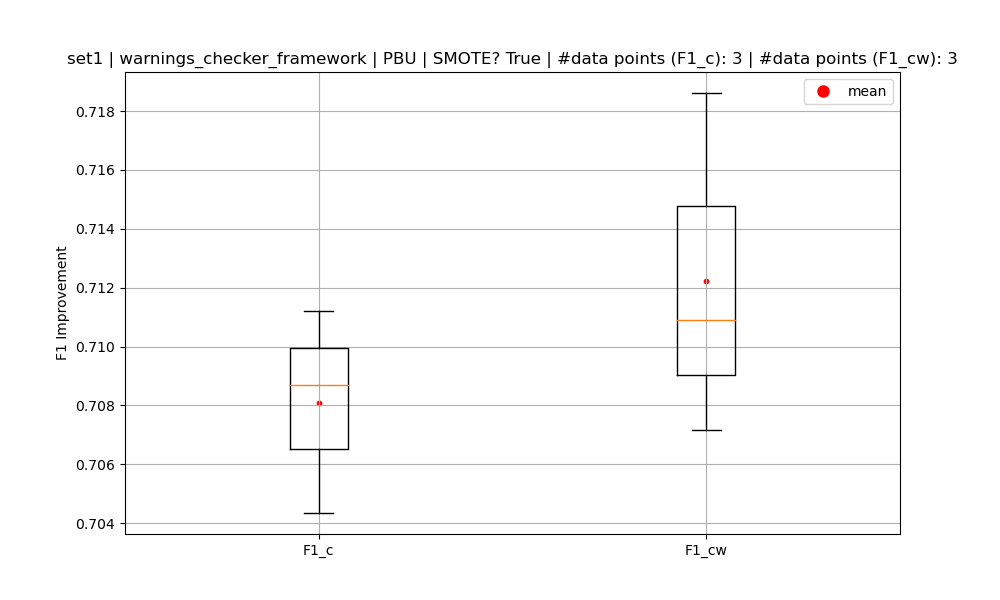 set1 | warnings_checker_framework | PBU | SMOTE? True | #data points (F1_c): 3 | #data points (F1_cw): 3
mean
0.718
0.716
0.714
0.712
0.710
0.708
0.706
0.704
F1 Improvement
F1_c
F1_cw